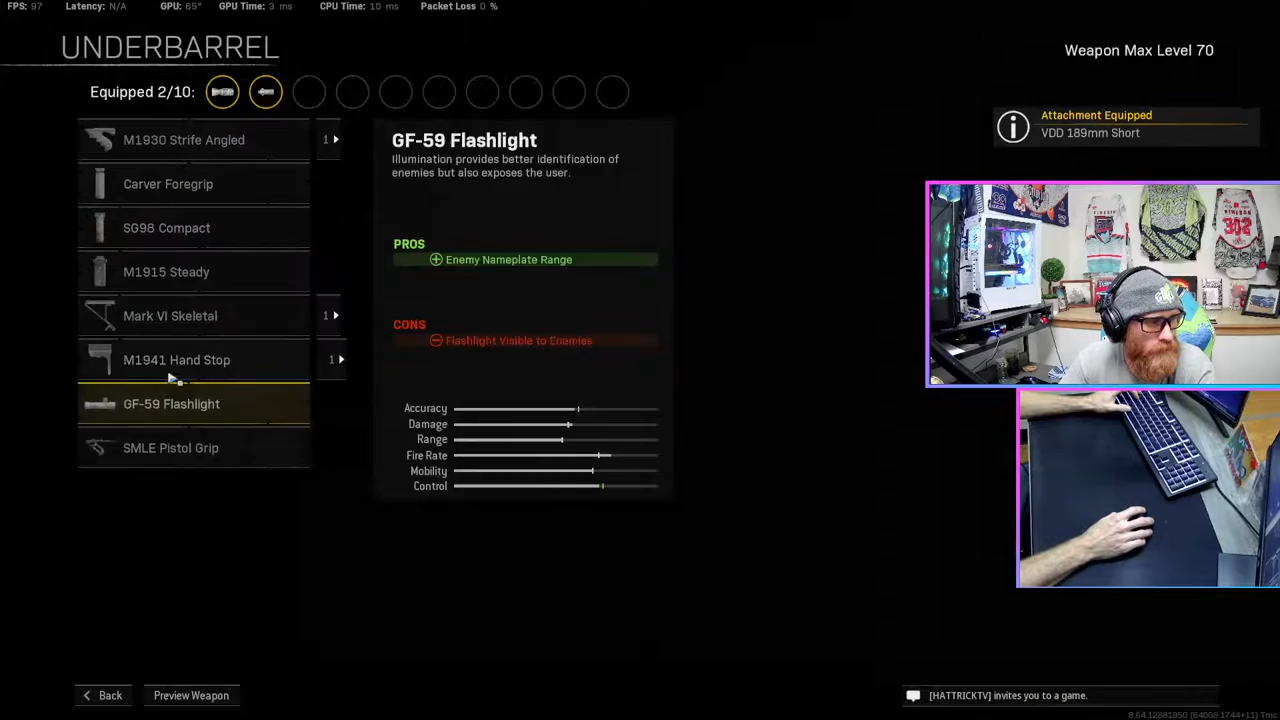 FPS: 97 Latency: N/A GPU: 65° GPU Time: 3 ms CPU Time: 10 ms Packet Loss 0 %
UNDERBARREL
Weapon Max Level 70
Equipped 2/10:
Attachment Equipped
VDD 189mm Short
M1930 Strife Angled 1
Carver Foregrip
SG98 Compact
M1915 Steady
Mark VI Skeletal 1
M1941 Hand Stop 1
GF-59 Flashlight
SMLE Pistol Grip
GF-59 Flashlight
Illumination provides better identification of
enemies but also exposes the user.
PROS
Enemy Nameplate Range
CONS
Flashlight Visible to Enemies
Accuracy
Damage
Range
Fire Rate
Mobility
Control
302
302
Back
Preview Weapon
[HATTRICKTV] invites you to a game.